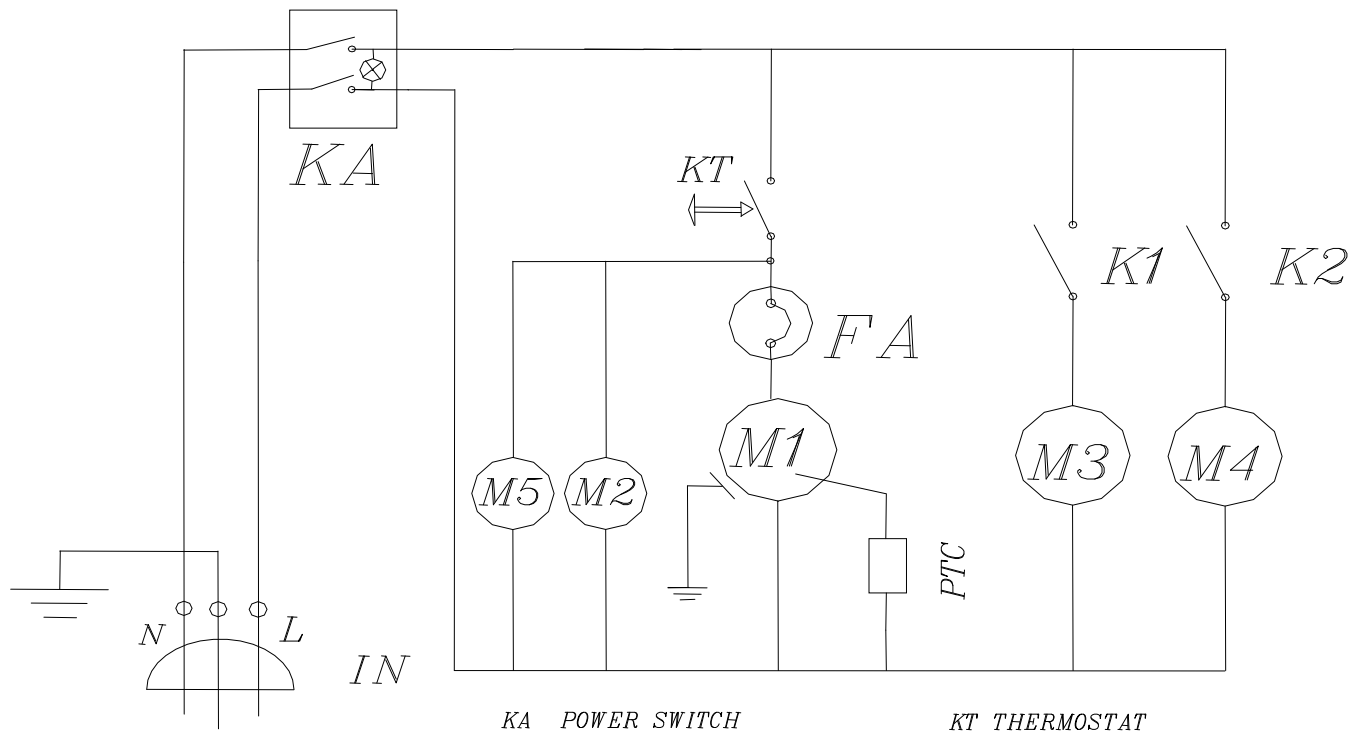 KA
KT
K1
K2
FA
M1
M3
M4
M5
M2
PTC
N
L
IN
KA POWER SWITCH
KT THERMOSTAT